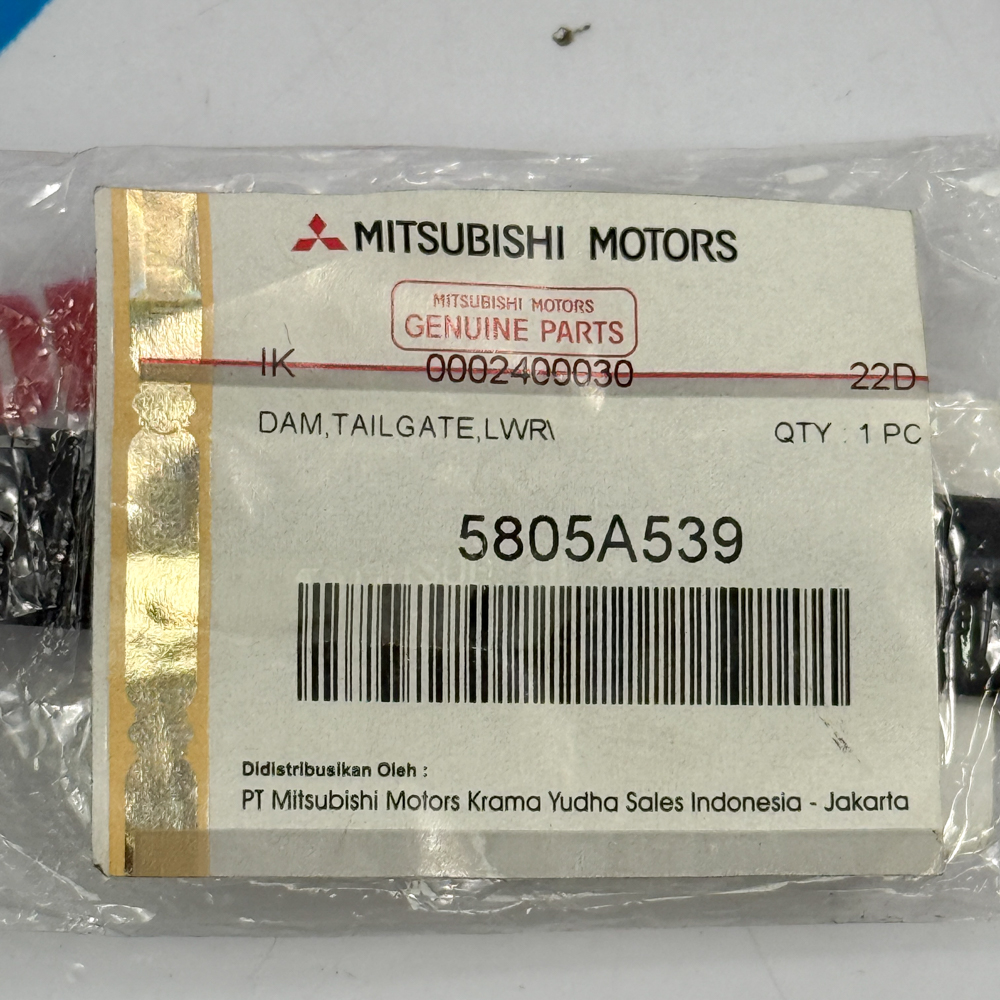 MITSUBISHI MOTORS
MITSUBISHI MOTORS
GENUINE PARTS
IK 0002400030 22D
DAM,TAILGATE,LWR\ QTY : 1 PC
5805A539
Didistribusikan Oleh :
PT Mitsubishi Motors Krama Yudha Sales Indonesia - Jakarta